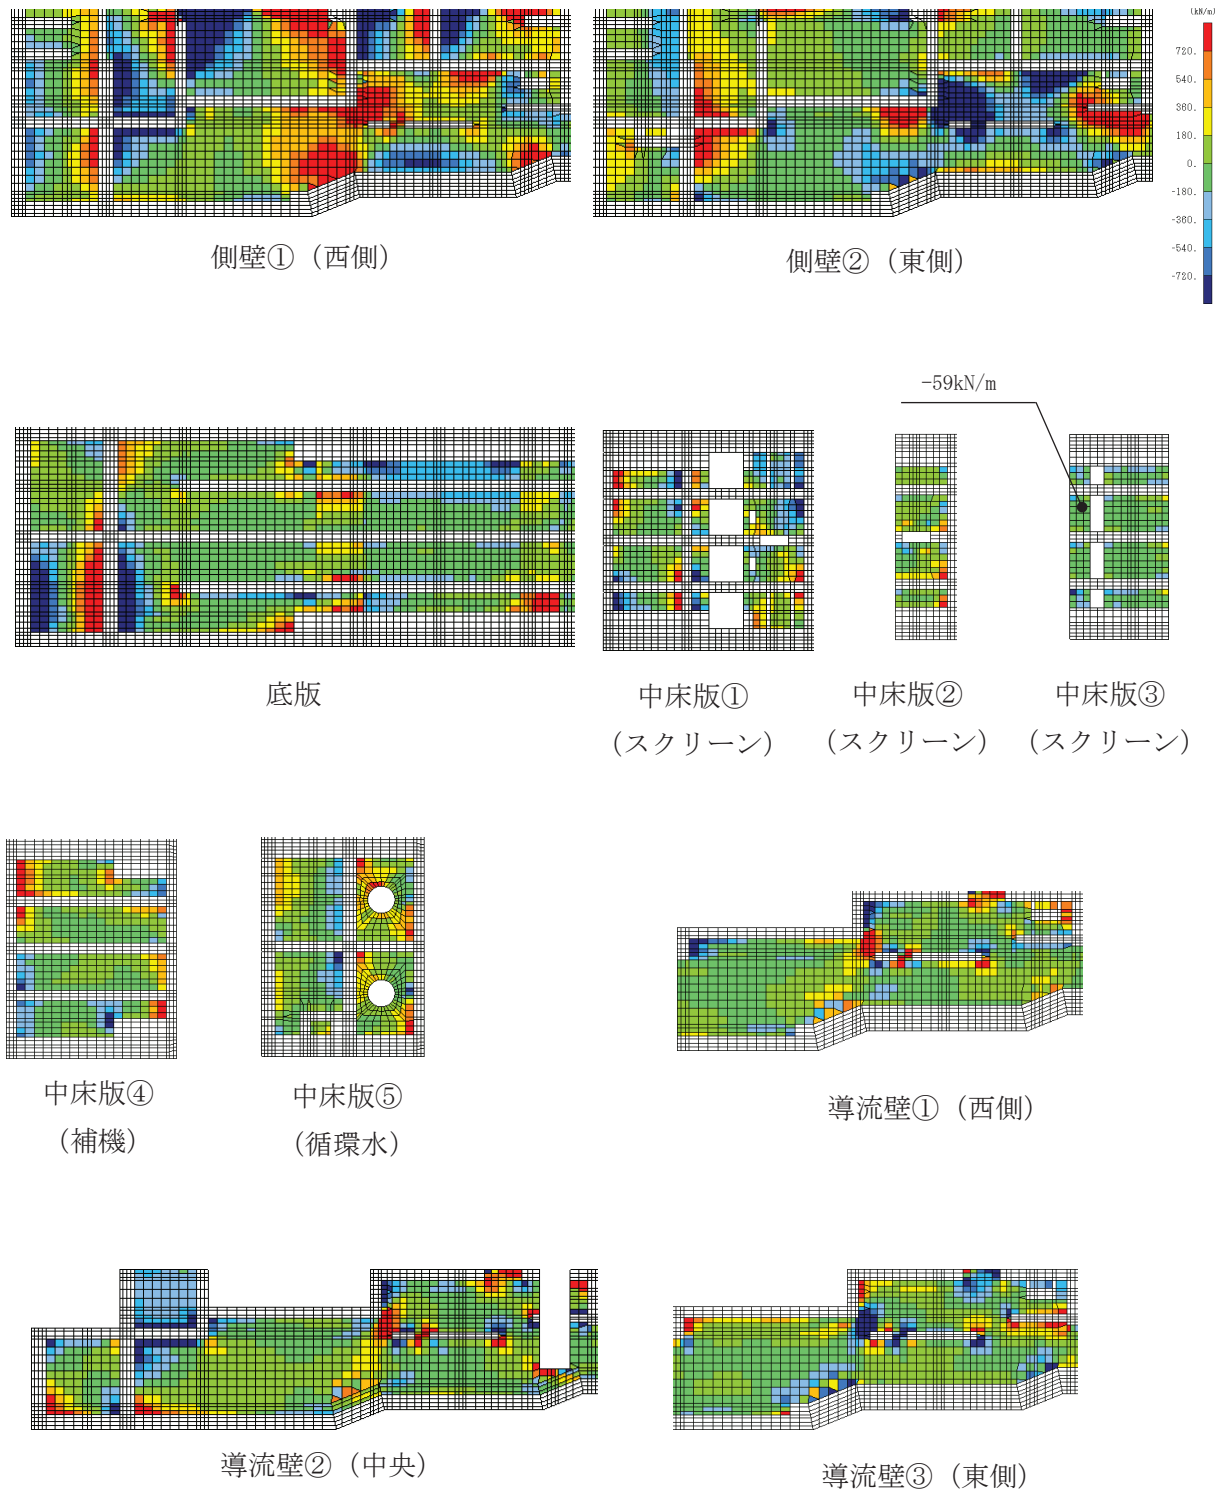 (kN/m)
720.
540.
360.
180.
0.
-180.
-360.
-540.
-720.
側壁①（西側）
側壁②（東側）
-59kN/m
底版
中床版①
（スクリーン）
中床版②
（スクリーン）
中床版③
（スクリーン）
中床版④
（補機）
中床版⑤
（循環水）
導流壁①（西側）
導流壁②（中央）
導流壁③（東側）